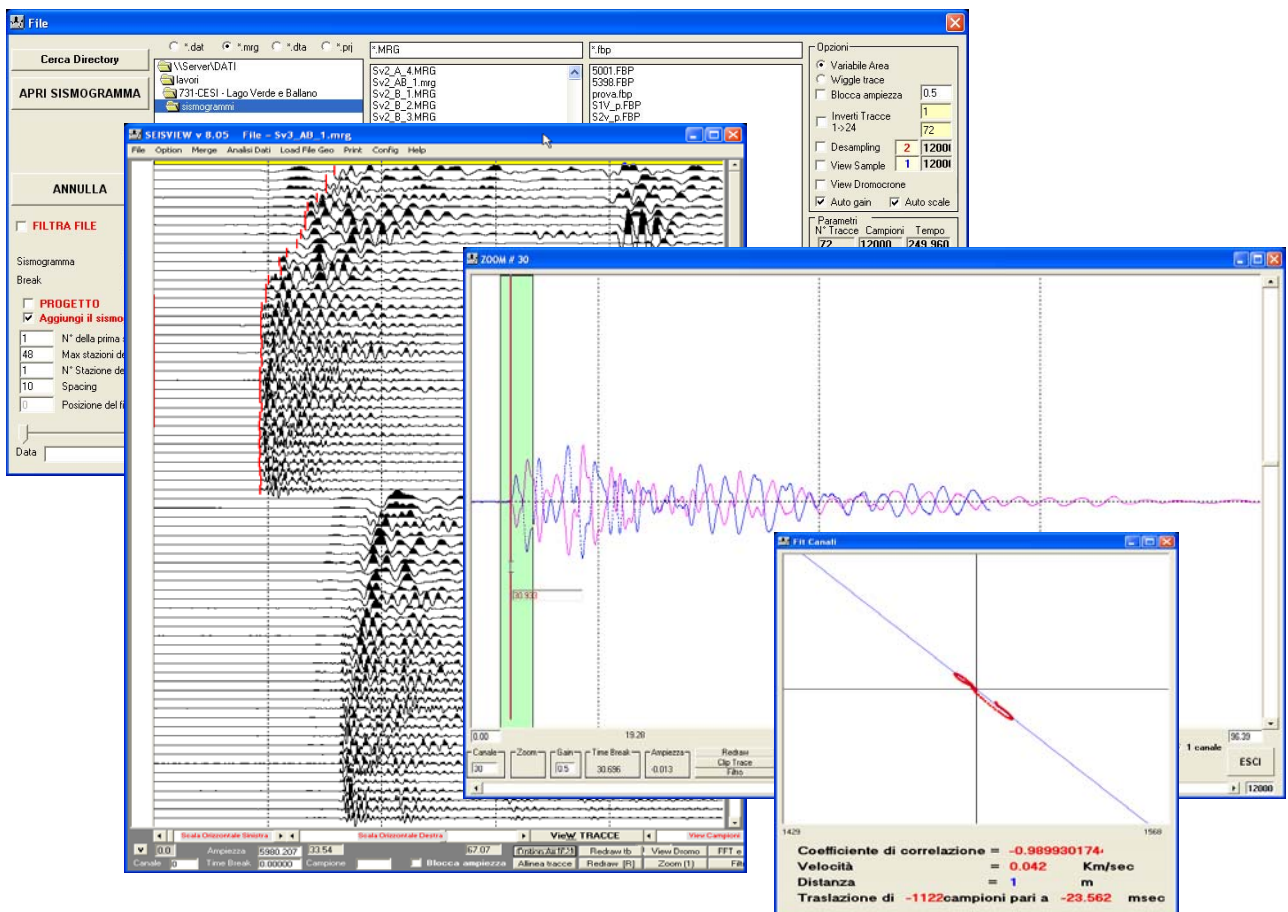 File
Cerca Directory
APRI SISMOGRAMMA
ANNULLA
FILTRA FILE
Sismogramma
Break
PROGETTO
Aggiungi il sismo
1 N° della prima
48 Max stazioni de
1 N° Stazione de
10 Spacing
0 Posizione del fi
Data
*.dat *.mrg *.dta *.prj
\\Server\DATI
lavori
731-CESI - Lago Verde e Ballano
sismogrammi
*.MRG
Sv2_A_4.MRG
Sv2_AB_1.mrg
Sv2_B_1.MRG
Sv2_B_2.MRG
Sv2_B_3.MRG
*.fbp
5001.FBP
5398.FBP
prova.fbp
S1V_p.FBP
S2v_p.FBP
Opzioni
Variabile Area
Wiggle trace
Blocca ampiezza 0.5
Inverti Tracce 1
1->24 72
Desampling 2 12000
View Sample 1 12000
View Dromocrone
Auto gain Auto scale
Parametri
N° Tracce Campioni Tempo
72 12000 249.960
SEISVIEW v 8.05 File - Sv3_AB_1.mrg
File Option Merge Analisi Dati Load File Geo Print Config Help
Scala Orizzontale Sinistra Scala Orizzontale Destra VieW TRACCE View Campioni
V 0.0 Ampiezza 5980.207 33.54 67.07 Redraw tb View Dromo FFT e
Canale 0 Time Break 0.00000 Campione Blocca ampiezza Allinea tracce Redraw [R] Zoom (1) Filt
ZOOM # 30
30.933
0.00 19.28 96.39
Canale Zoom Gain Time Break Ampiezza Redraw
30 0.5 30.696 -0.013 Clip Trace
Filtro
1 canale
ESCI
12000
Fit Canali
1429 1568
Coefficiente di correlazione = -0.989930174
Velocità = 0.042 Km/sec
Distanza = 1 m
Traslazione di -1122campioni pari a -23.562 msec